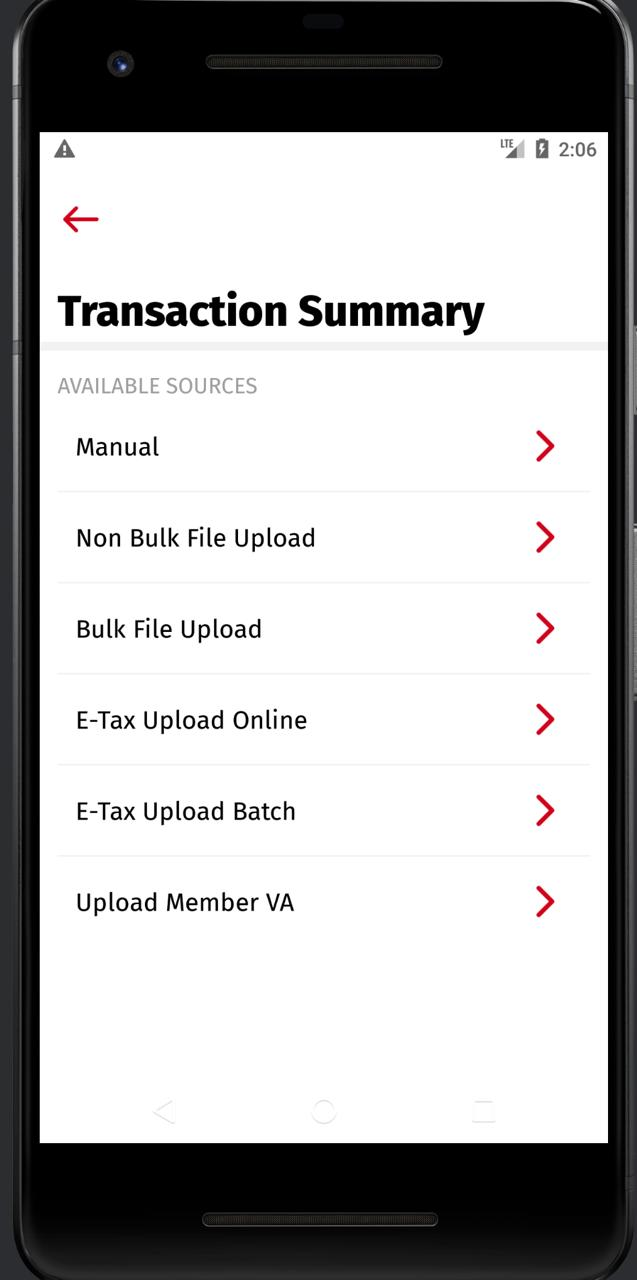 LTE 2:06
Transaction Summary
AVAILABLE SOURCES
Manual
Non Bulk File Upload
Bulk File Upload
E-Tax Upload Online
E-Tax Upload Batch
Upload Member VA